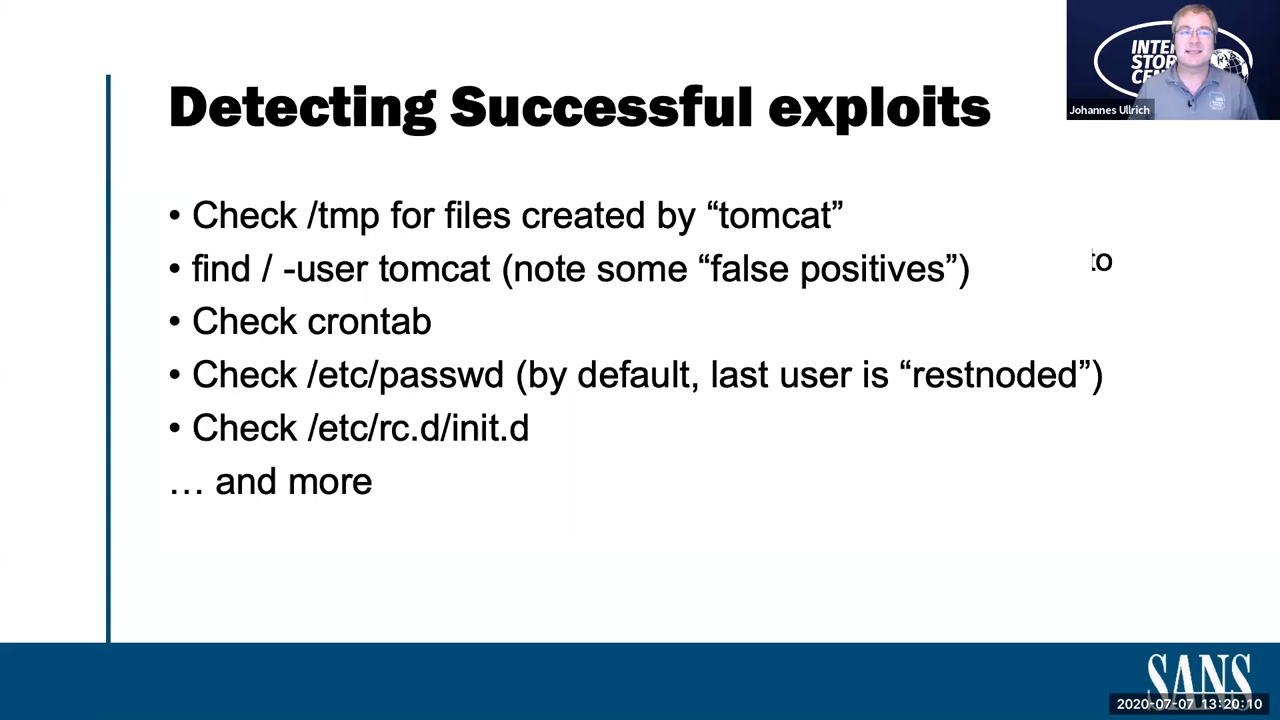 Detecting Successful exploits
• Check /tmp for files created by “tomcat”
• find / -user tomcat (note some “false positives”)
to
• Check crontab
• Check /etc/passwd (by default, last user is “restnoded”)
• Check /etc/rc.d/init.d
… and more
Johannes Ullrich
SANS
2020-07-07 13:20:10